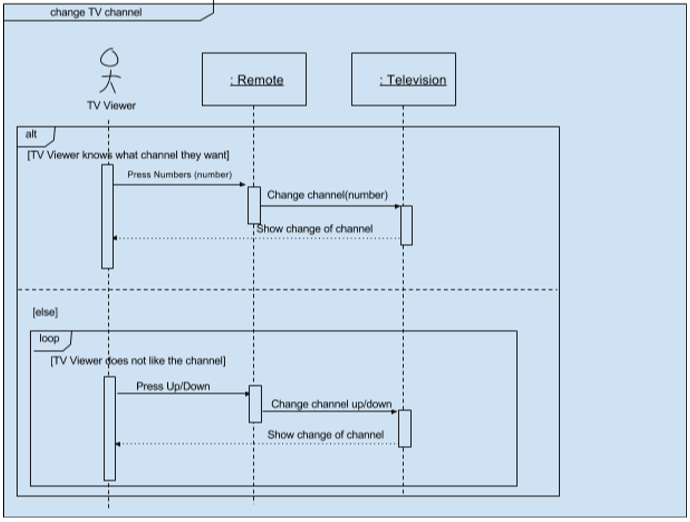 change TV channel
: Remote
: Television
TV Viewer
alt
[TV Viewer knows what channel they want]
Press Numbers (number)
Change channel(number)
Show change of channel
[else]
loop
[TV Viewer does not like the channel]
Press Up/Down
Change channel up/down
Show change of channel